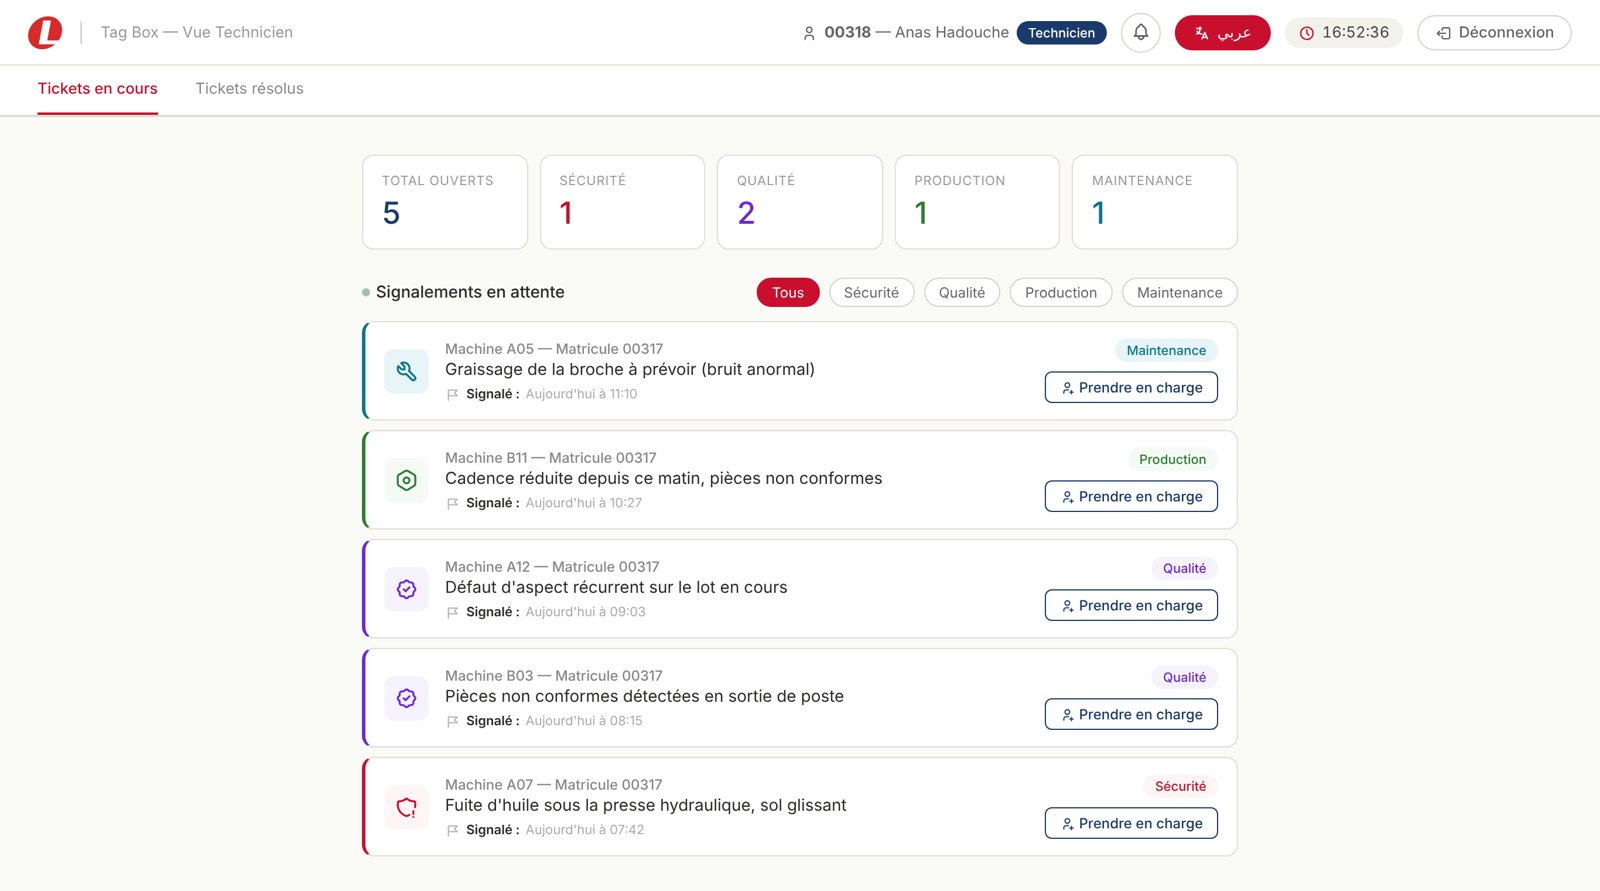 L
Tag Box — Vue Technicien
00318 — Anas Hadouche
Technicien
عربي
16:52:36
Déconnexion
Tickets en cours
Tickets résolus
TOTAL OUVERTS
5
SÉCURITÉ
1
QUALITÉ
2
PRODUCTION
1
MAINTENANCE
1
Signalements en attente
Tous
Sécurité
Qualité
Production
Maintenance
Machine A05 — Matricule 00317
Graissage de la broche à prévoir (bruit anormal)
Signalé : Aujourd'hui à 11:10
Maintenance
Prendre en charge
Machine B11 — Matricule 00317
Cadence réduite depuis ce matin, pièces non conformes
Signalé : Aujourd'hui à 10:27
Production
Prendre en charge
Machine A12 — Matricule 00317
Défaut d'aspect récurrent sur le lot en cours
Signalé : Aujourd'hui à 09:03
Qualité
Prendre en charge
Machine B03 — Matricule 00317
Pièces non conformes détectées en sortie de poste
Signalé : Aujourd'hui à 08:15
Qualité
Prendre en charge
Machine A07 — Matricule 00317
Fuite d'huile sous la presse hydraulique, sol glissant
Signalé : Aujourd'hui à 07:42
Sécurité
Prendre en charge